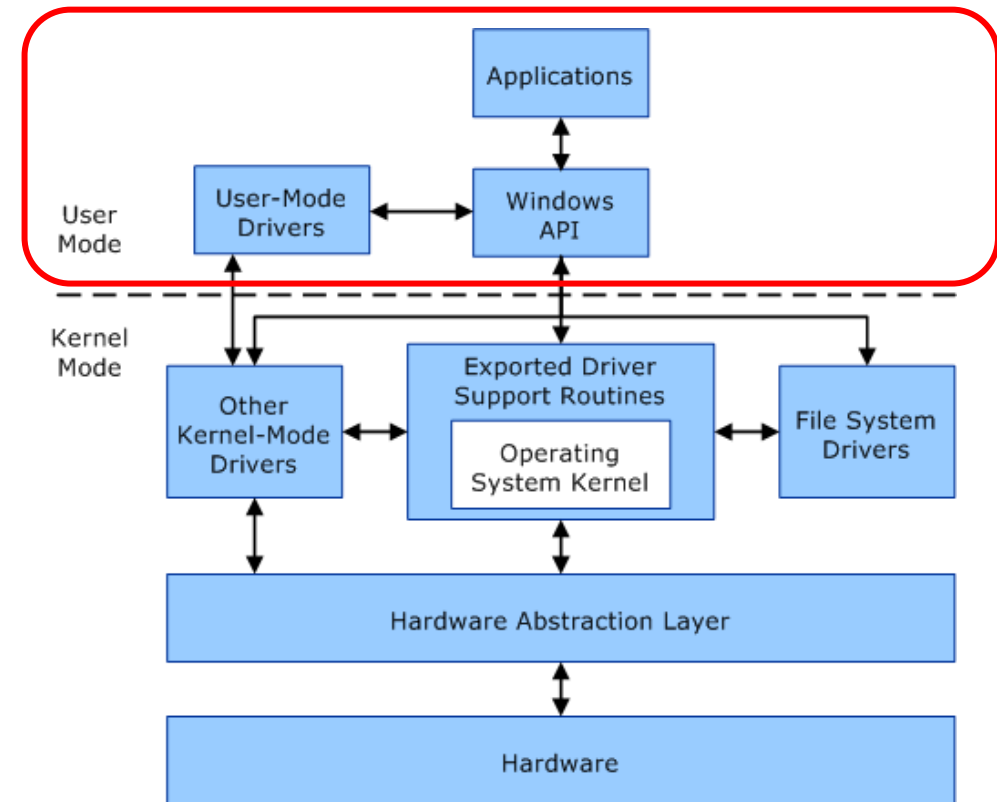 Applications
User-Mode
Drivers
Windows
API
User
Mode
Kernel
Mode
Exported Driver
Support Routines
Other
Kernel-Mode
Drivers
Operating
System Kernel
File System
Drivers
Hardware Abstraction Layer
Hardware